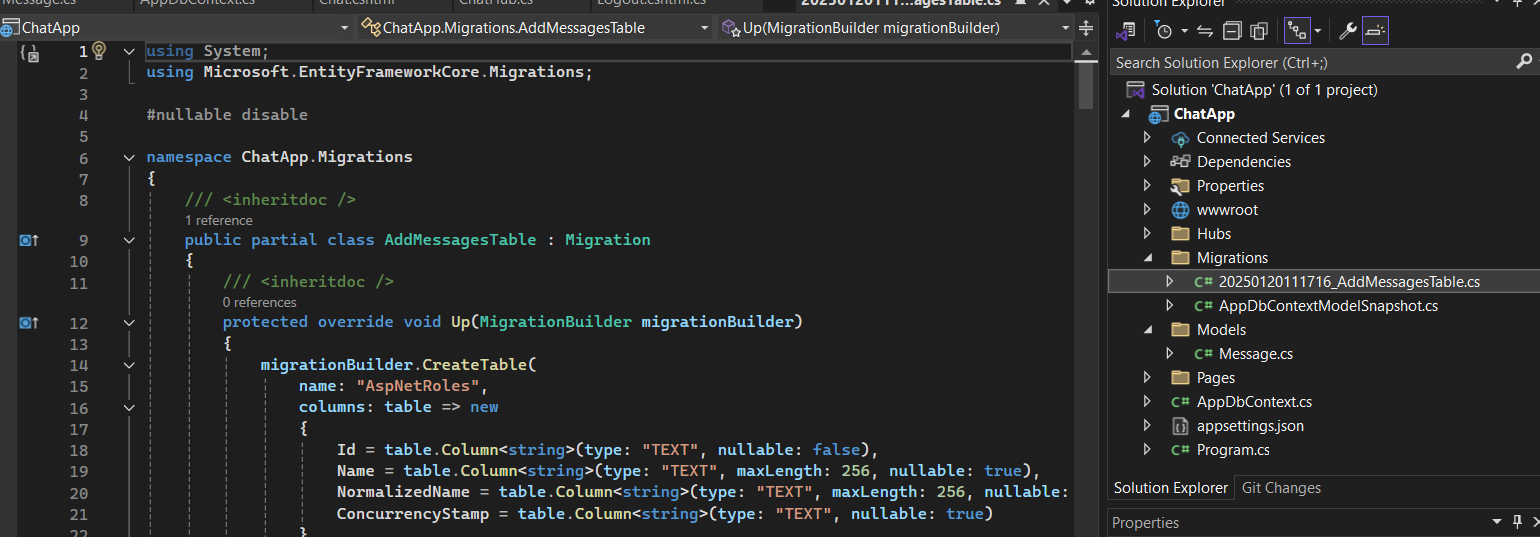 Message.cs AppDbContext.cs Chat.cshtml ChatHub.cs Logout.cshtml.cs 20250120111...agesTable.cs
ChatApp ChatApp.Migrations.AddMessagesTable Up(MigrationBuilder migrationBuilder)
1 using System;
2 using Microsoft.EntityFrameworkCore.Migrations;
3
4 #nullable disable
5
6 namespace ChatApp.Migrations
7 {
8 /// <inheritdoc />
1 reference
9 public partial class AddMessagesTable : Migration
10 {
11 /// <inheritdoc />
0 references
12 protected override void Up(MigrationBuilder migrationBuilder)
13 {
14 migrationBuilder.CreateTable(
15 name: "AspNetRoles",
16 columns: table => new
17 {
18 Id = table.Column<string>(type: "TEXT", nullable: false),
19 Name = table.Column<string>(type: "TEXT", maxLength: 256, nullable: true),
20 NormalizedName = table.Column<string>(type: "TEXT", maxLength: 256, nullable:
21 ConcurrencyStamp = table.Column<string>(type: "TEXT", nullable: true)
22 }
Solution Explorer
Search Solution Explorer (Ctrl+;)
Solution 'ChatApp' (1 of 1 project)
ChatApp
Connected Services
Dependencies
Properties
wwwroot
Hubs
Migrations
C# 20250120111716_AddMessagesTable.cs
C# AppDbContextModelSnapshot.cs
Models
C# Message.cs
Pages
C# AppDbContext.cs
appsettings.json
C# Program.cs
Solution Explorer Git Changes
Properties